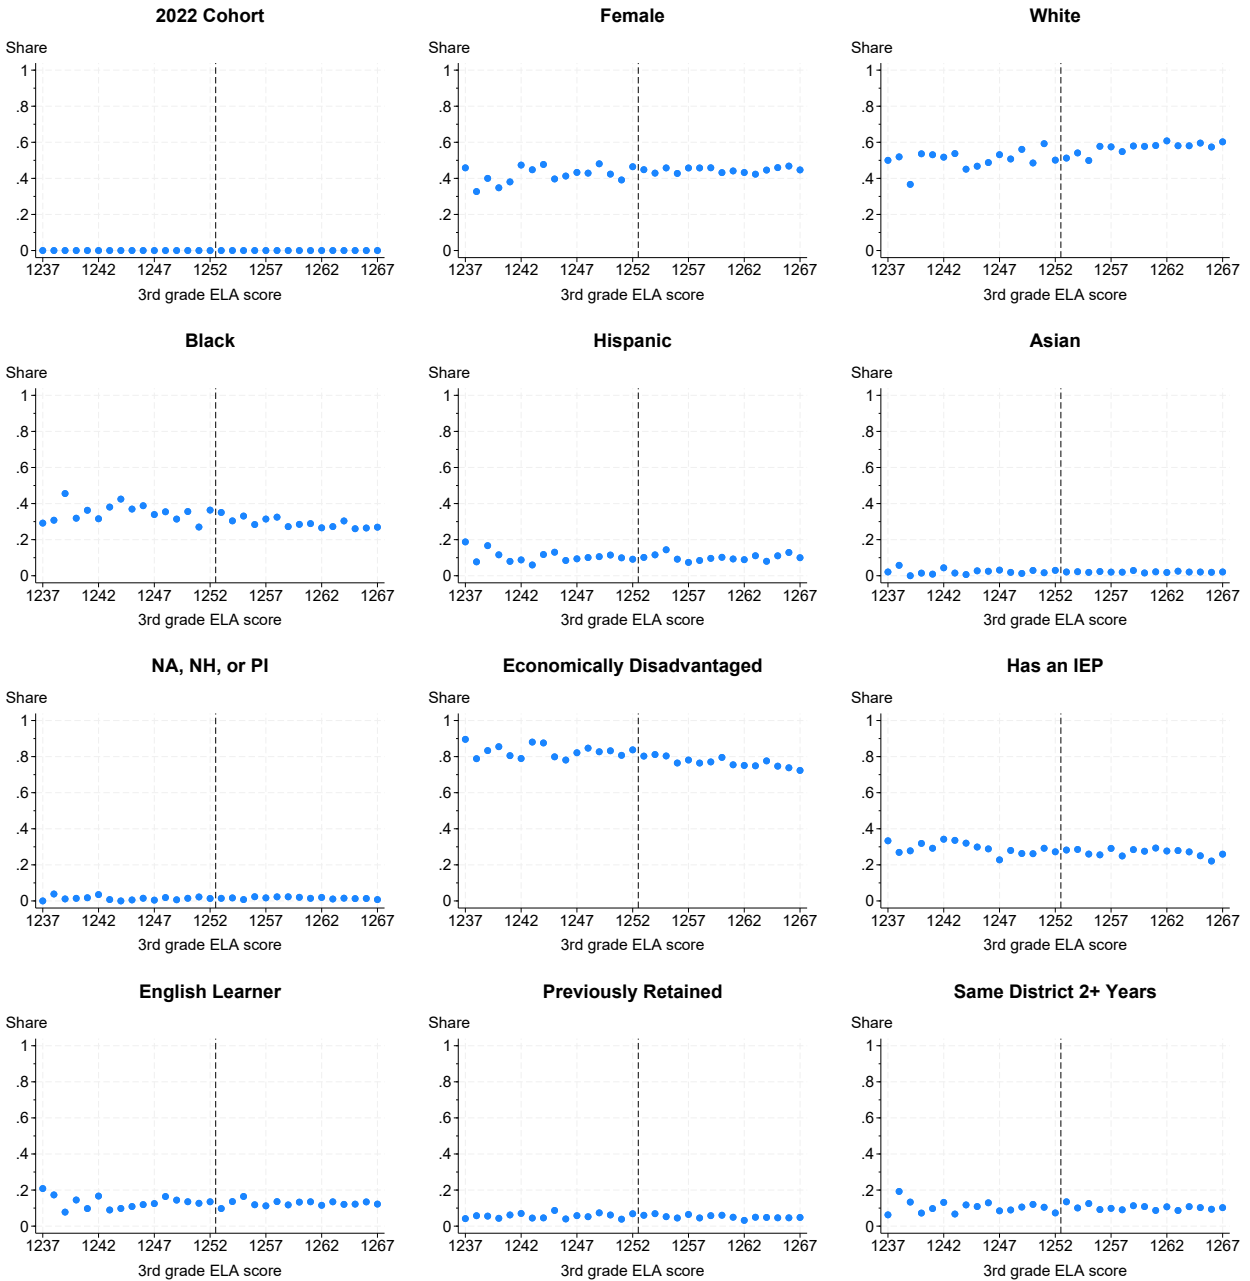 2022 Cohort
Share
1
.8
.6
.4
.2
0
1237 1242 1247 1252 1257 1262 1267
3rd grade ELA score
Female
Share
1
.8
.6
.4
.2
0
1237 1242 1247 1252 1257 1262 1267
3rd grade ELA score
White
Share
1
.8
.6
.4
.2
0
1237 1242 1247 1252 1257 1262 1267
3rd grade ELA score
Black
Share
1
.8
.6
.4
.2
0
1237 1242 1247 1252 1257 1262 1267
3rd grade ELA score
Hispanic
Share
1
.8
.6
.4
.2
0
1237 1242 1247 1252 1257 1262 1267
3rd grade ELA score
Asian
Share
1
.8
.6
.4
.2
0
1237 1242 1247 1252 1257 1262 1267
3rd grade ELA score
NA, NH, or PI
Share
1
.8
.6
.4
.2
0
1237 1242 1247 1252 1257 1262 1267
3rd grade ELA score
Economically Disadvantaged
Share
1
.8
.6
.4
.2
0
1237 1242 1247 1252 1257 1262 1267
3rd grade ELA score
Has an IEP
Share
1
.8
.6
.4
.2
0
1237 1242 1247 1252 1257 1262 1267
3rd grade ELA score
English Learner
Share
1
.8
.6
.4
.2
0
1237 1242 1247 1252 1257 1262 1267
3rd grade ELA score
Previously Retained
Share
1
.8
.6
.4
.2
0
1237 1242 1247 1252 1257 1262 1267
3rd grade ELA score
Same District 2+ Years
Share
1
.8
.6
.4
.2
0
1237 1242 1247 1252 1257 1262 1267
3rd grade ELA score